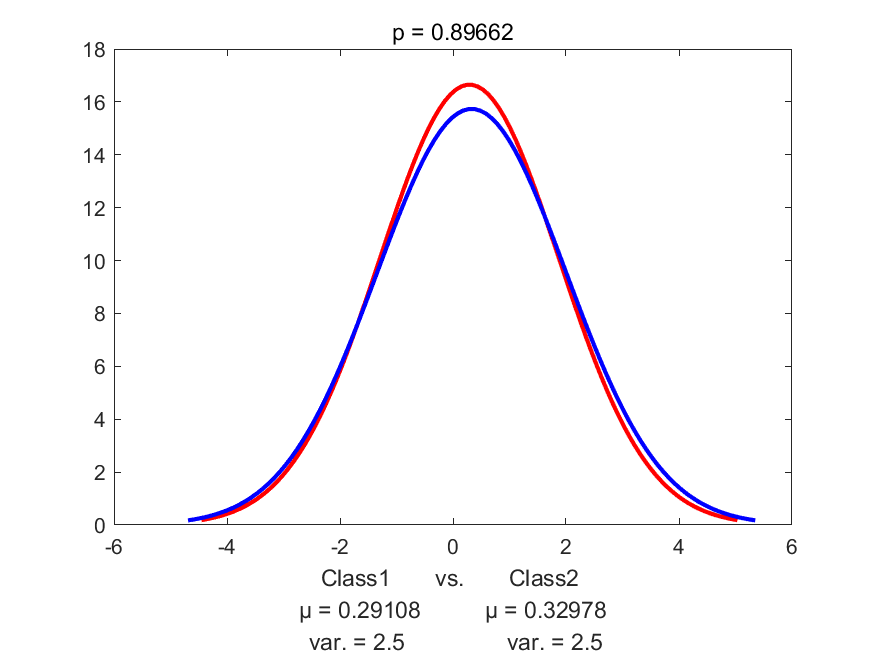 p = 0.89662
18
16
14
12
10
8
6
4
2
0
-6 -4 -2 0 2 4 6
Class1 vs. Class2
μ = 0.29108 μ = 0.32978
var. = 2.5 var. = 2.5